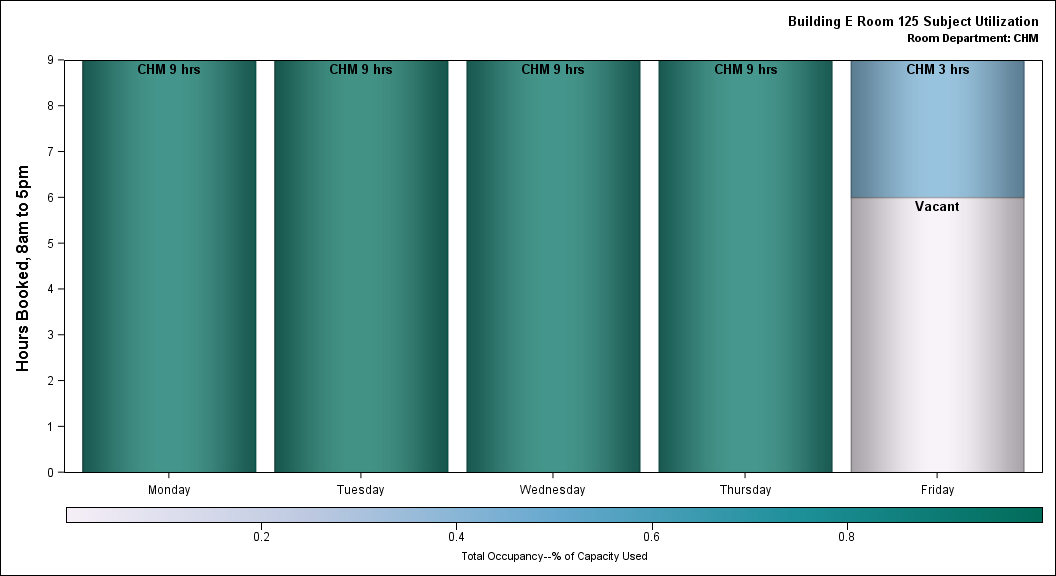 Building E Room 125 Subject Utilization
Room Department: CHM
Hours Booked, 8am to 5pm
9
8
7
6
5
4
3
2
1
0
CHM 9 hrs CHM 9 hrs CHM 9 hrs CHM 9 hrs CHM 3 hrs
Vacant
Monday Tuesday Wednesday Thursday Friday
0.2 0.4 0.6 0.8
Total Occupancy--% of Capacity Used